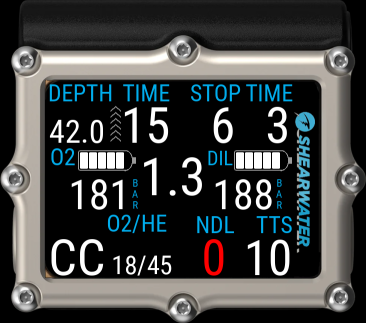 DEPTH TIME STOP TIME
42.0 15 6 3
O2 1.3 DIL
181 BAR 188 BAR
O2/HE NDL TTS
CC 18/45 0 10
SHEARWATER